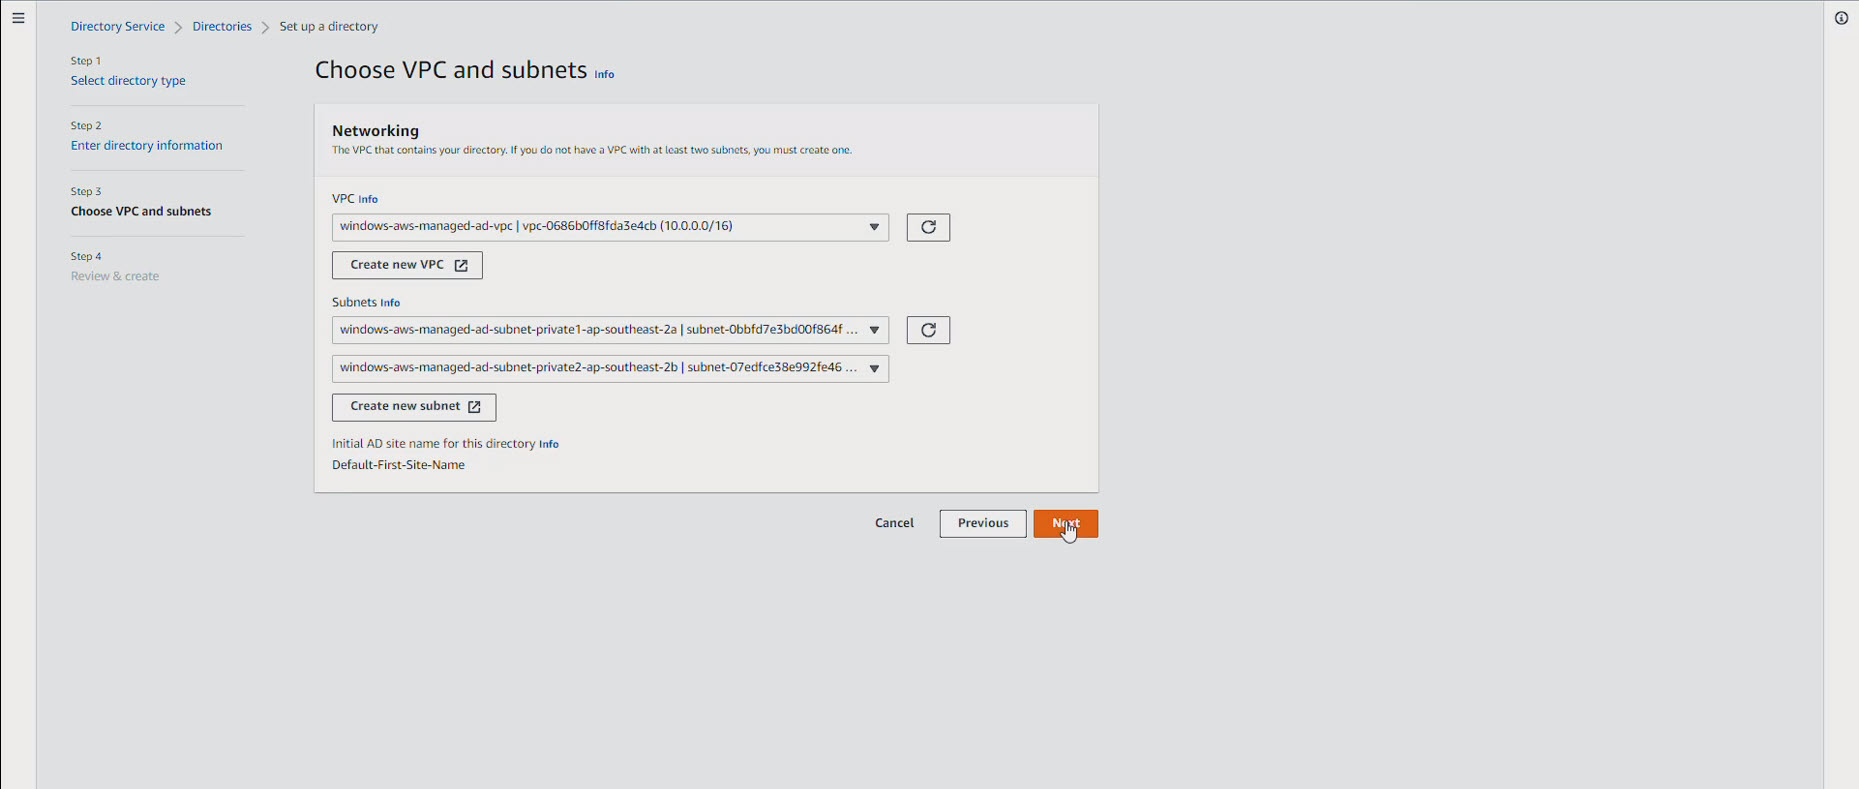 Directory Service > Directories > Set up a directory
Step 1
Select directory type
Step 2
Enter directory information
Step 3
Choose VPC and subnets
Step 4
Review & create
Choose VPC and subnets Info
Networking
The VPC that contains your directory. If you do not have a VPC with at least two subnets, you must create one.
VPC Info
windows-aws-managed-ad-vpc | vpc-0686b0ff8fda3e4cb (10.0.0.0/16)
Create new VPC
Subnets Info
windows-aws-managed-ad-subnet-private1-ap-southeast-2a | subnet-0bbfd7e3bd00f864f ...
windows-aws-managed-ad-subnet-private2-ap-southeast-2b | subnet-07edfce38e992fe46 ...
Create new subnet
Initial AD site name for this directory Info
Default-First-Site-Name
Cancel Previous Next